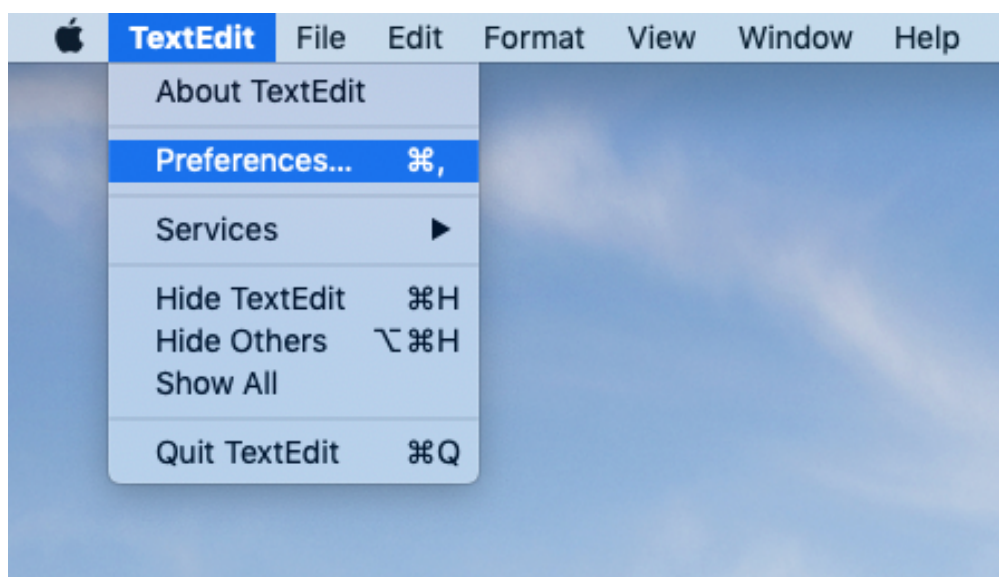 TextEdit File Edit Format View Window Help
About TextEdit
Preferences... ⌘,
Services ▶
Hide TextEdit ⌘H
Hide Others ⌥⌘H
Show All
Quit TextEdit ⌘Q